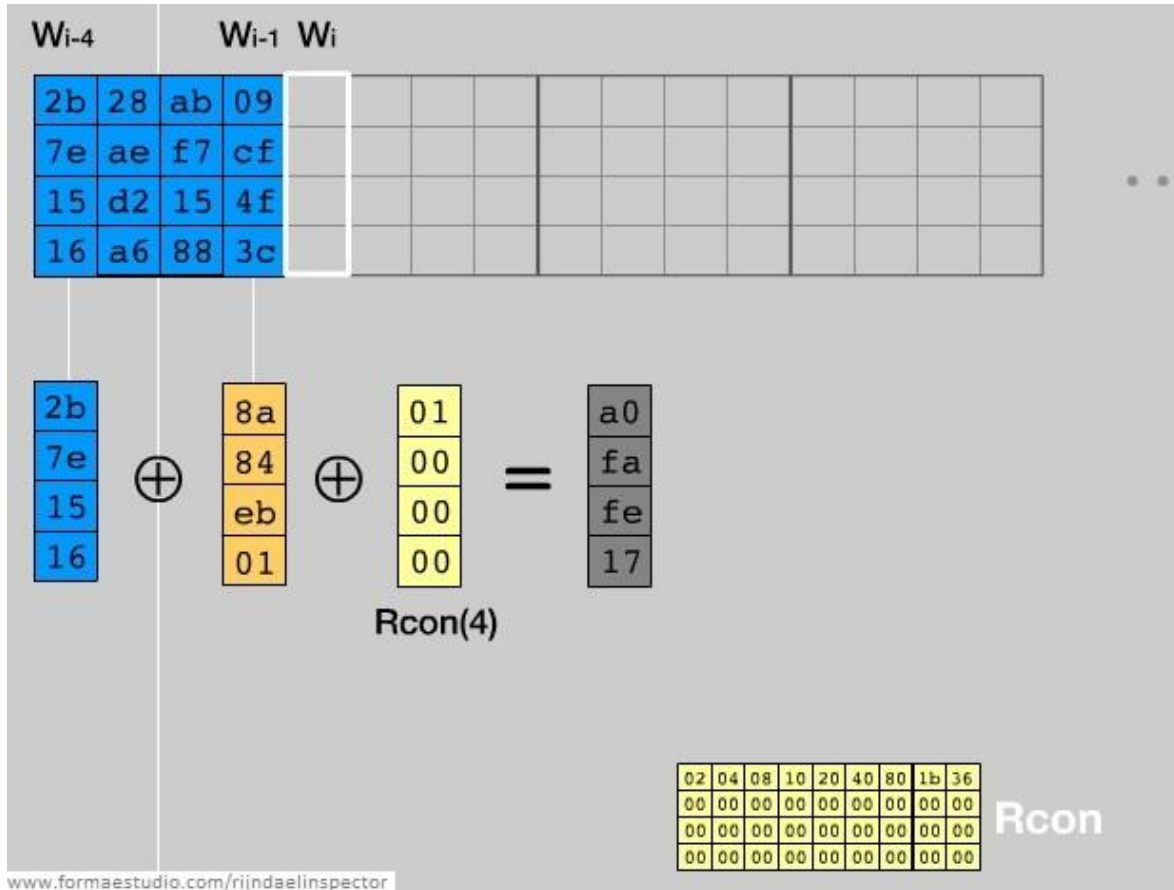 Wi-4 Wi-1 Wi
2b 28 ab 09
7e ae f7 cf
15 d2 15 4f
16 a6 88 3c
2b 8a 01 a0
7e 84 00 fa
⊕ ⊕ =
15 eb 00 fe
16 01 00 17
Rcon(4)
02 04 08 10 20 40 80 1b 36
00 00 00 00 00 00 00 00 00
00 00 00 00 00 00 00 00 00
00 00 00 00 00 00 00 00 00
Rcon
www.formaestudio.com/rijndaelinspector